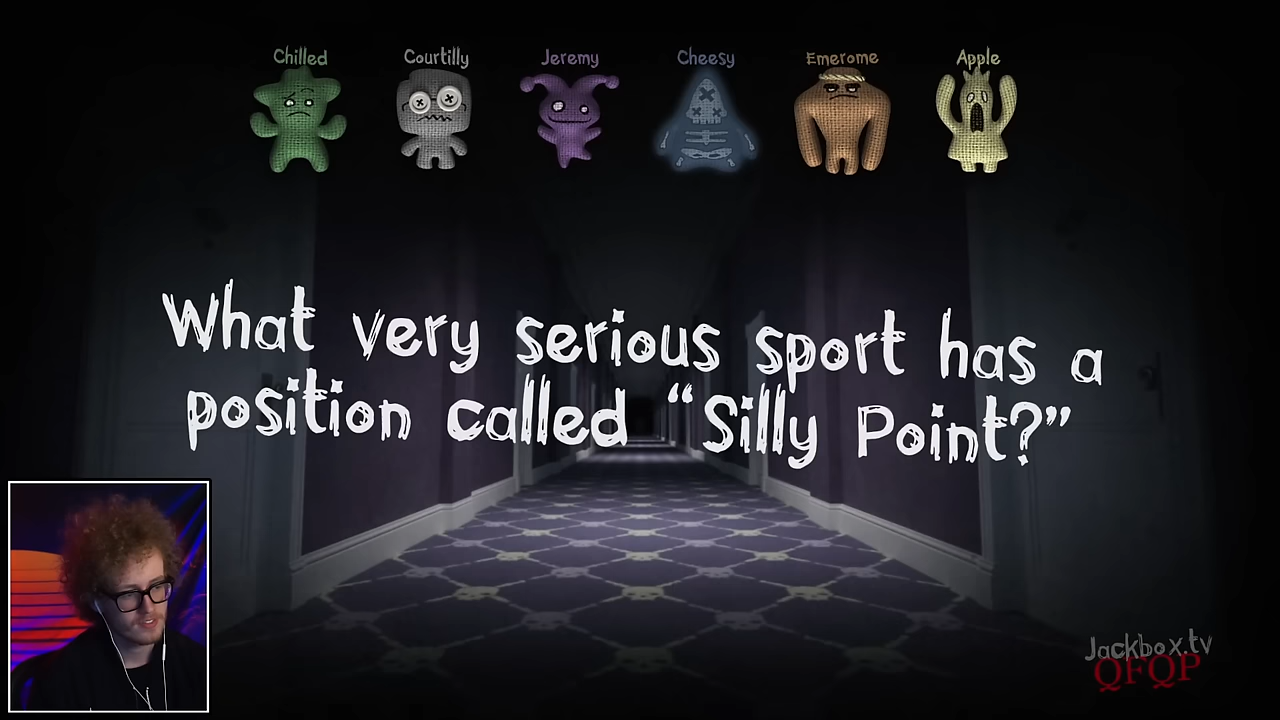 Chilled Courtilly Jeremy Cheesy Emerome Apple
What very serious sport has a
position called “Silly Point?”
Jackbox.tv
QFQP